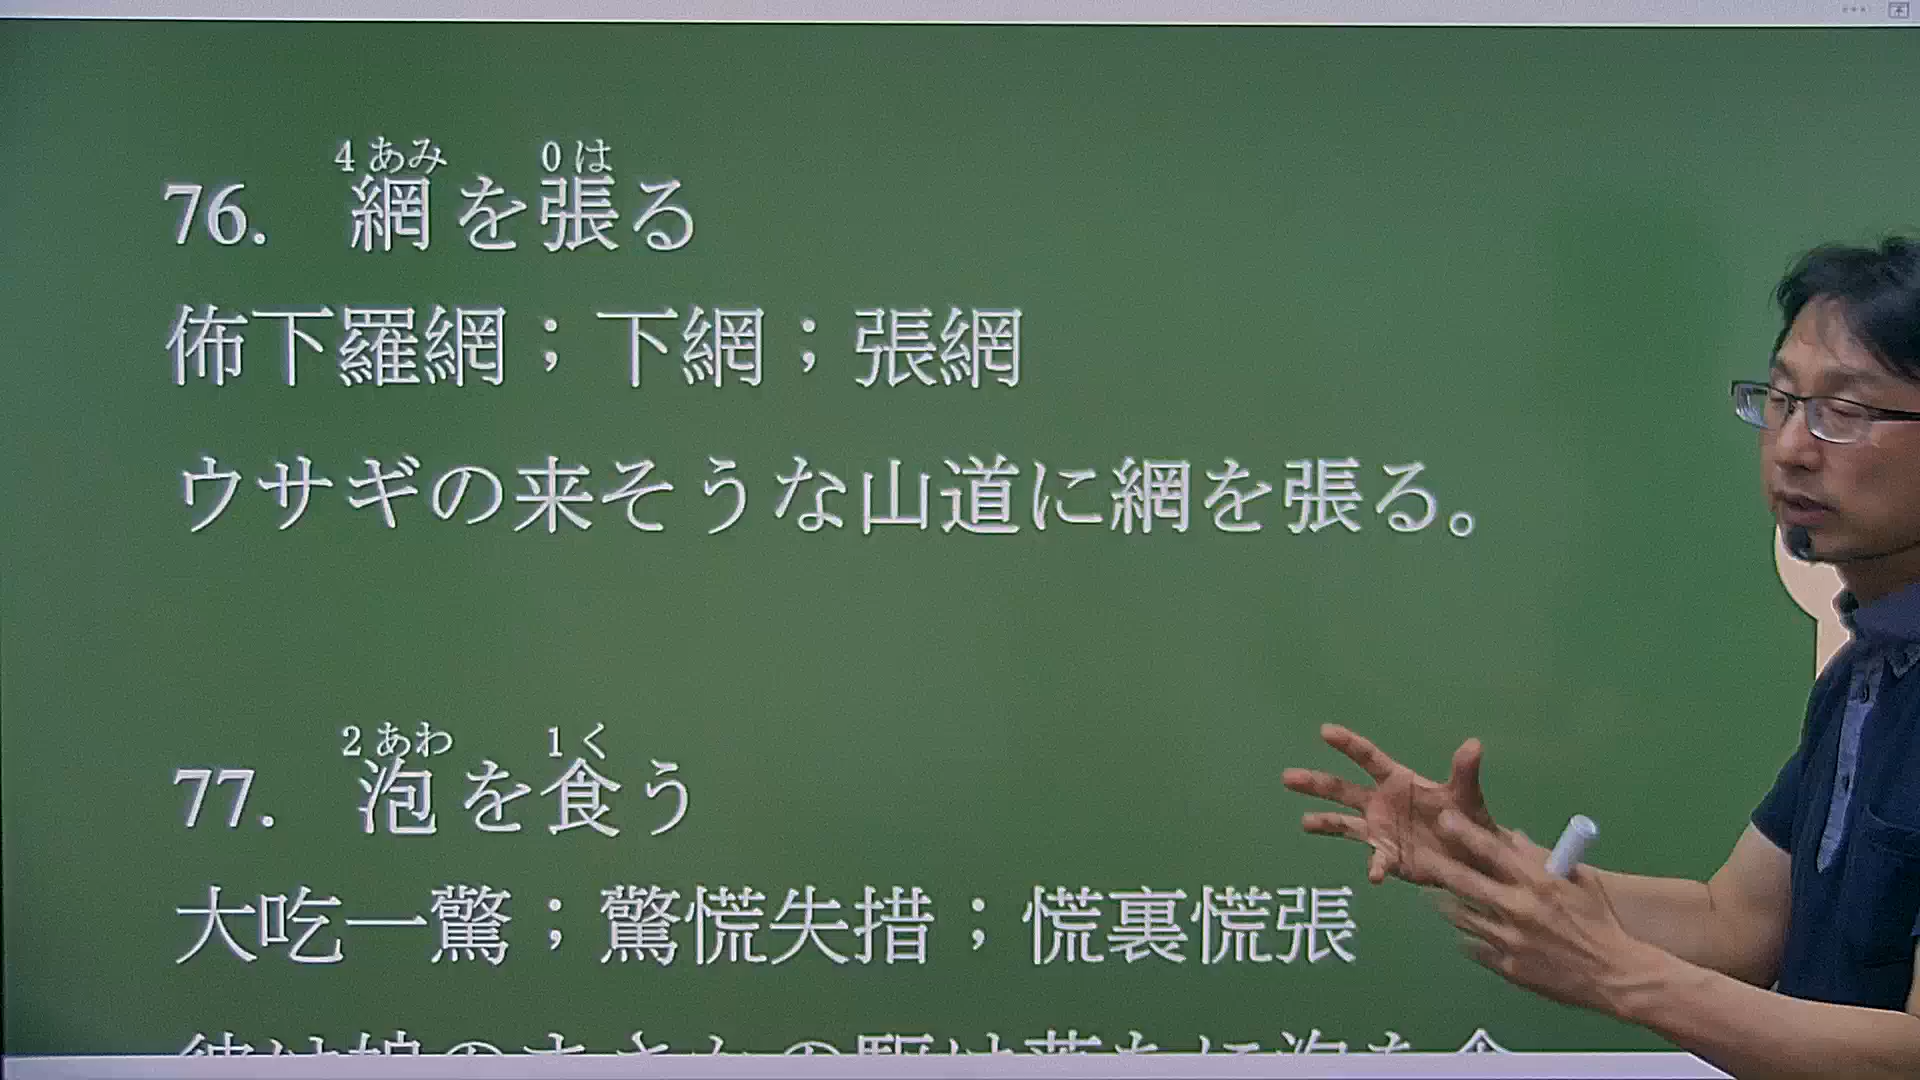 4あみ 0は
76. 網を張る
佈下羅網；下網；張網
ウサギの来そうな山道に網を張る。
2あわ 1く
77. 泡を食う
大吃一驚；驚慌失措；慌裏慌張